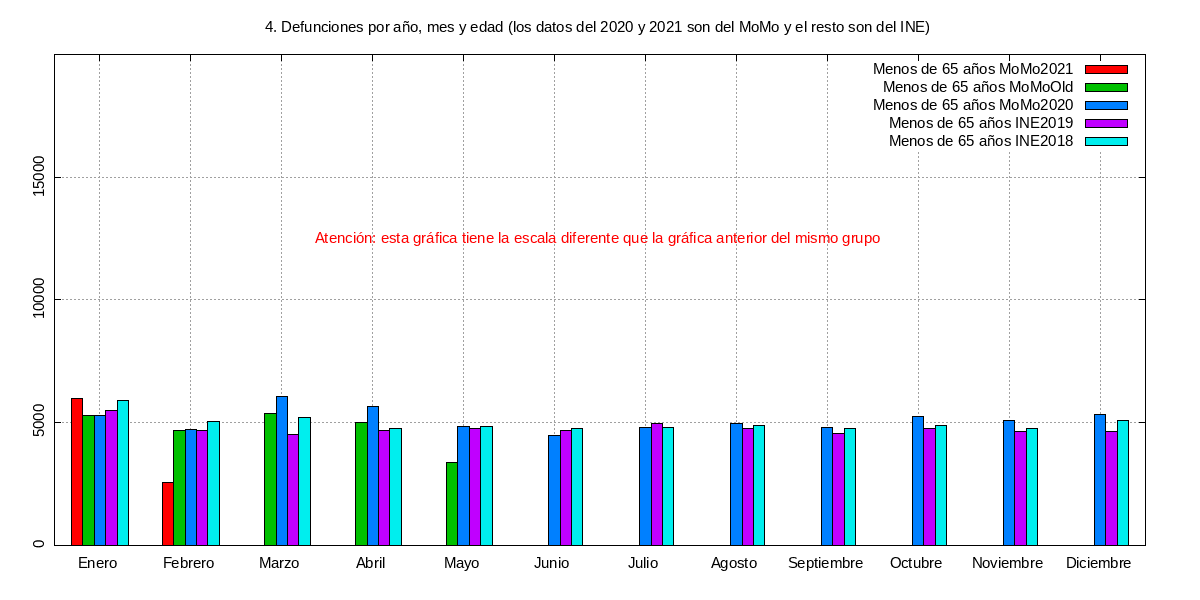 4. Defunciones por año, mes y edad (los datos del 2020 y 2021 son del MoMo y el resto son del INE)
Menos de 65 años MoMo2021
Menos de 65 años MoMoOld
Menos de 65 años MoMo2020
Menos de 65 años INE2019
Menos de 65 años INE2018
15000
Atención: esta gráfica tiene la escala diferente que la gráfica anterior del mismo grupo
10000
5000
0
Enero Febrero Marzo Abril Mayo Junio Julio Agosto Septiembre Octubre Noviembre Diciembre